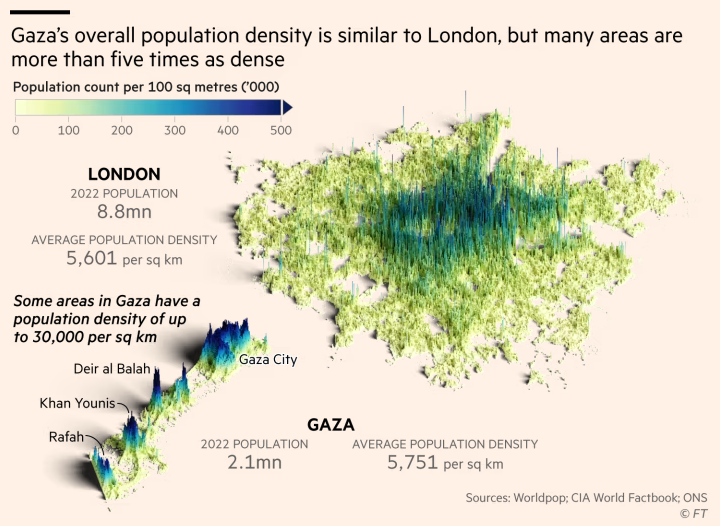 Gaza’s overall population density is similar to London, but many areas are
more than five times as dense
Population count per 100 sq metres (’000)
0 100 200 300 400 500
LONDON
2022 POPULATION
8.8mn
AVERAGE POPULATION DENSITY
5,601 per sq km
Some areas in Gaza have a
population density of up
to 30,000 per sq km
Gaza City
Deir al Balah
Khan Younis
Rafah
GAZA
2022 POPULATION
2.1mn
AVERAGE POPULATION DENSITY
5,751 per sq km
Sources: Worldpop; CIA World Factbook; ONS
© FT